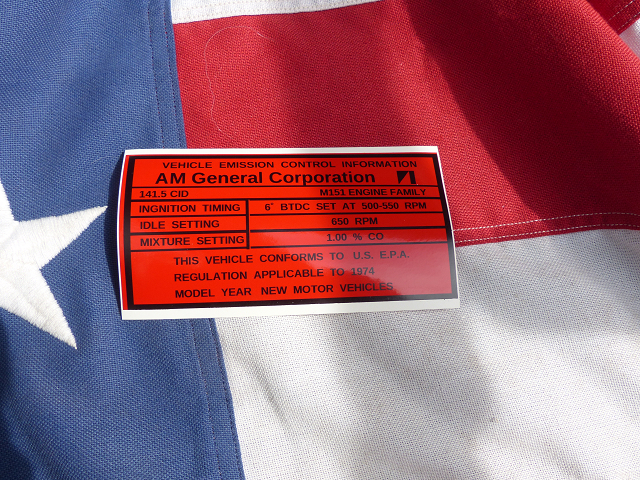 VEHICLE EMISSION CONTROL INFORMATION
AM General Corporation
141.5 CID M151 ENGINE FAMILY
INGNITION TIMING 6° BTDC SET AT 500-550 RPM
IDLE SETTING 650 RPM
MIXTURE SETTING 1.00 % CO
THIS VEHICLE CONFORMS TO U.S. E.P.A.
REGULATION APPLICABLE TO 1974
MODEL YEAR NEW MOTOR VEHICLES